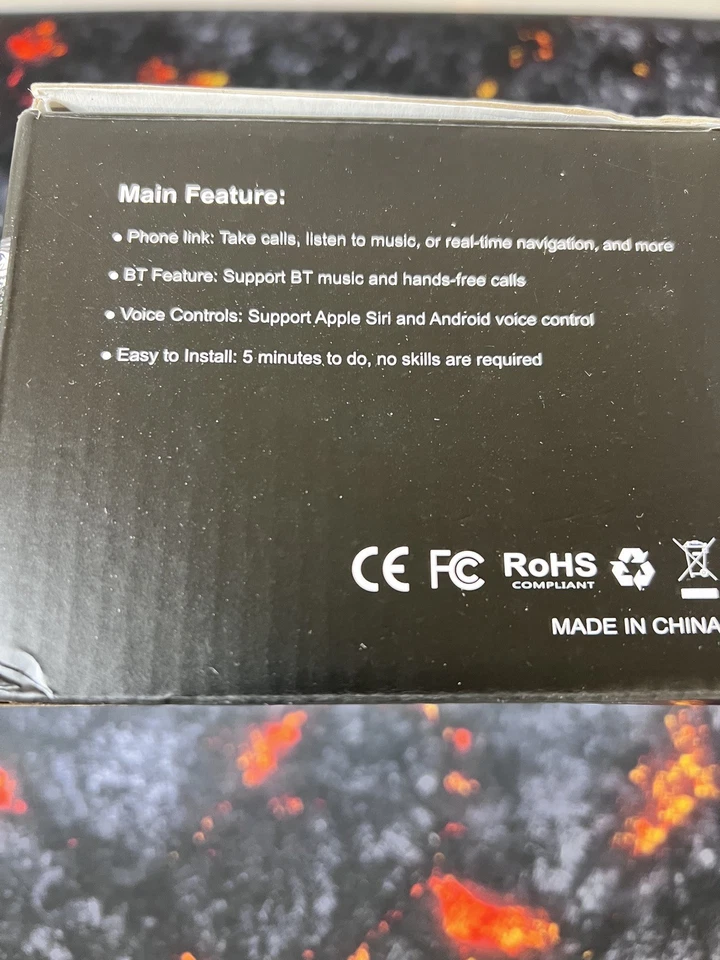 Main Feature:
• Phone link: Take calls, listen to music, or real-time navigation, and more
• BT Feature: Support BT music and hands-free calls
• Voice Controls: Support Apple Siri and Android voice control
• Easy to Install: 5 minutes to do, no skills are required
CE FC RoHS
COMPLIANT
MADE IN CHINA